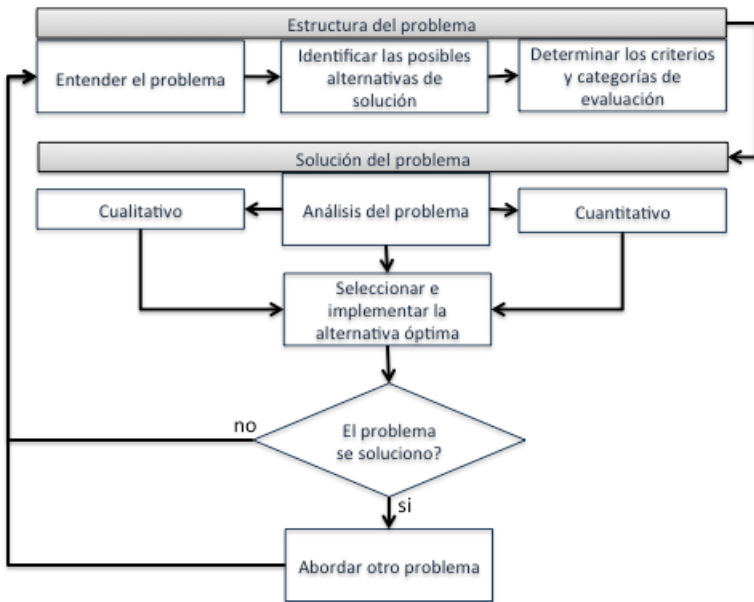 Estructura del problema
Entender el problema
Identificar las posibles
alternativas de
solución
Determinar los criterios
y categorías de
evaluación
Solución del problema
Cualitativo
Análisis del problema
Cuantitativo
Seleccionar e
implementar la
alternativa óptima
no
El problema
se soluciono?
si
Abordar otro problema